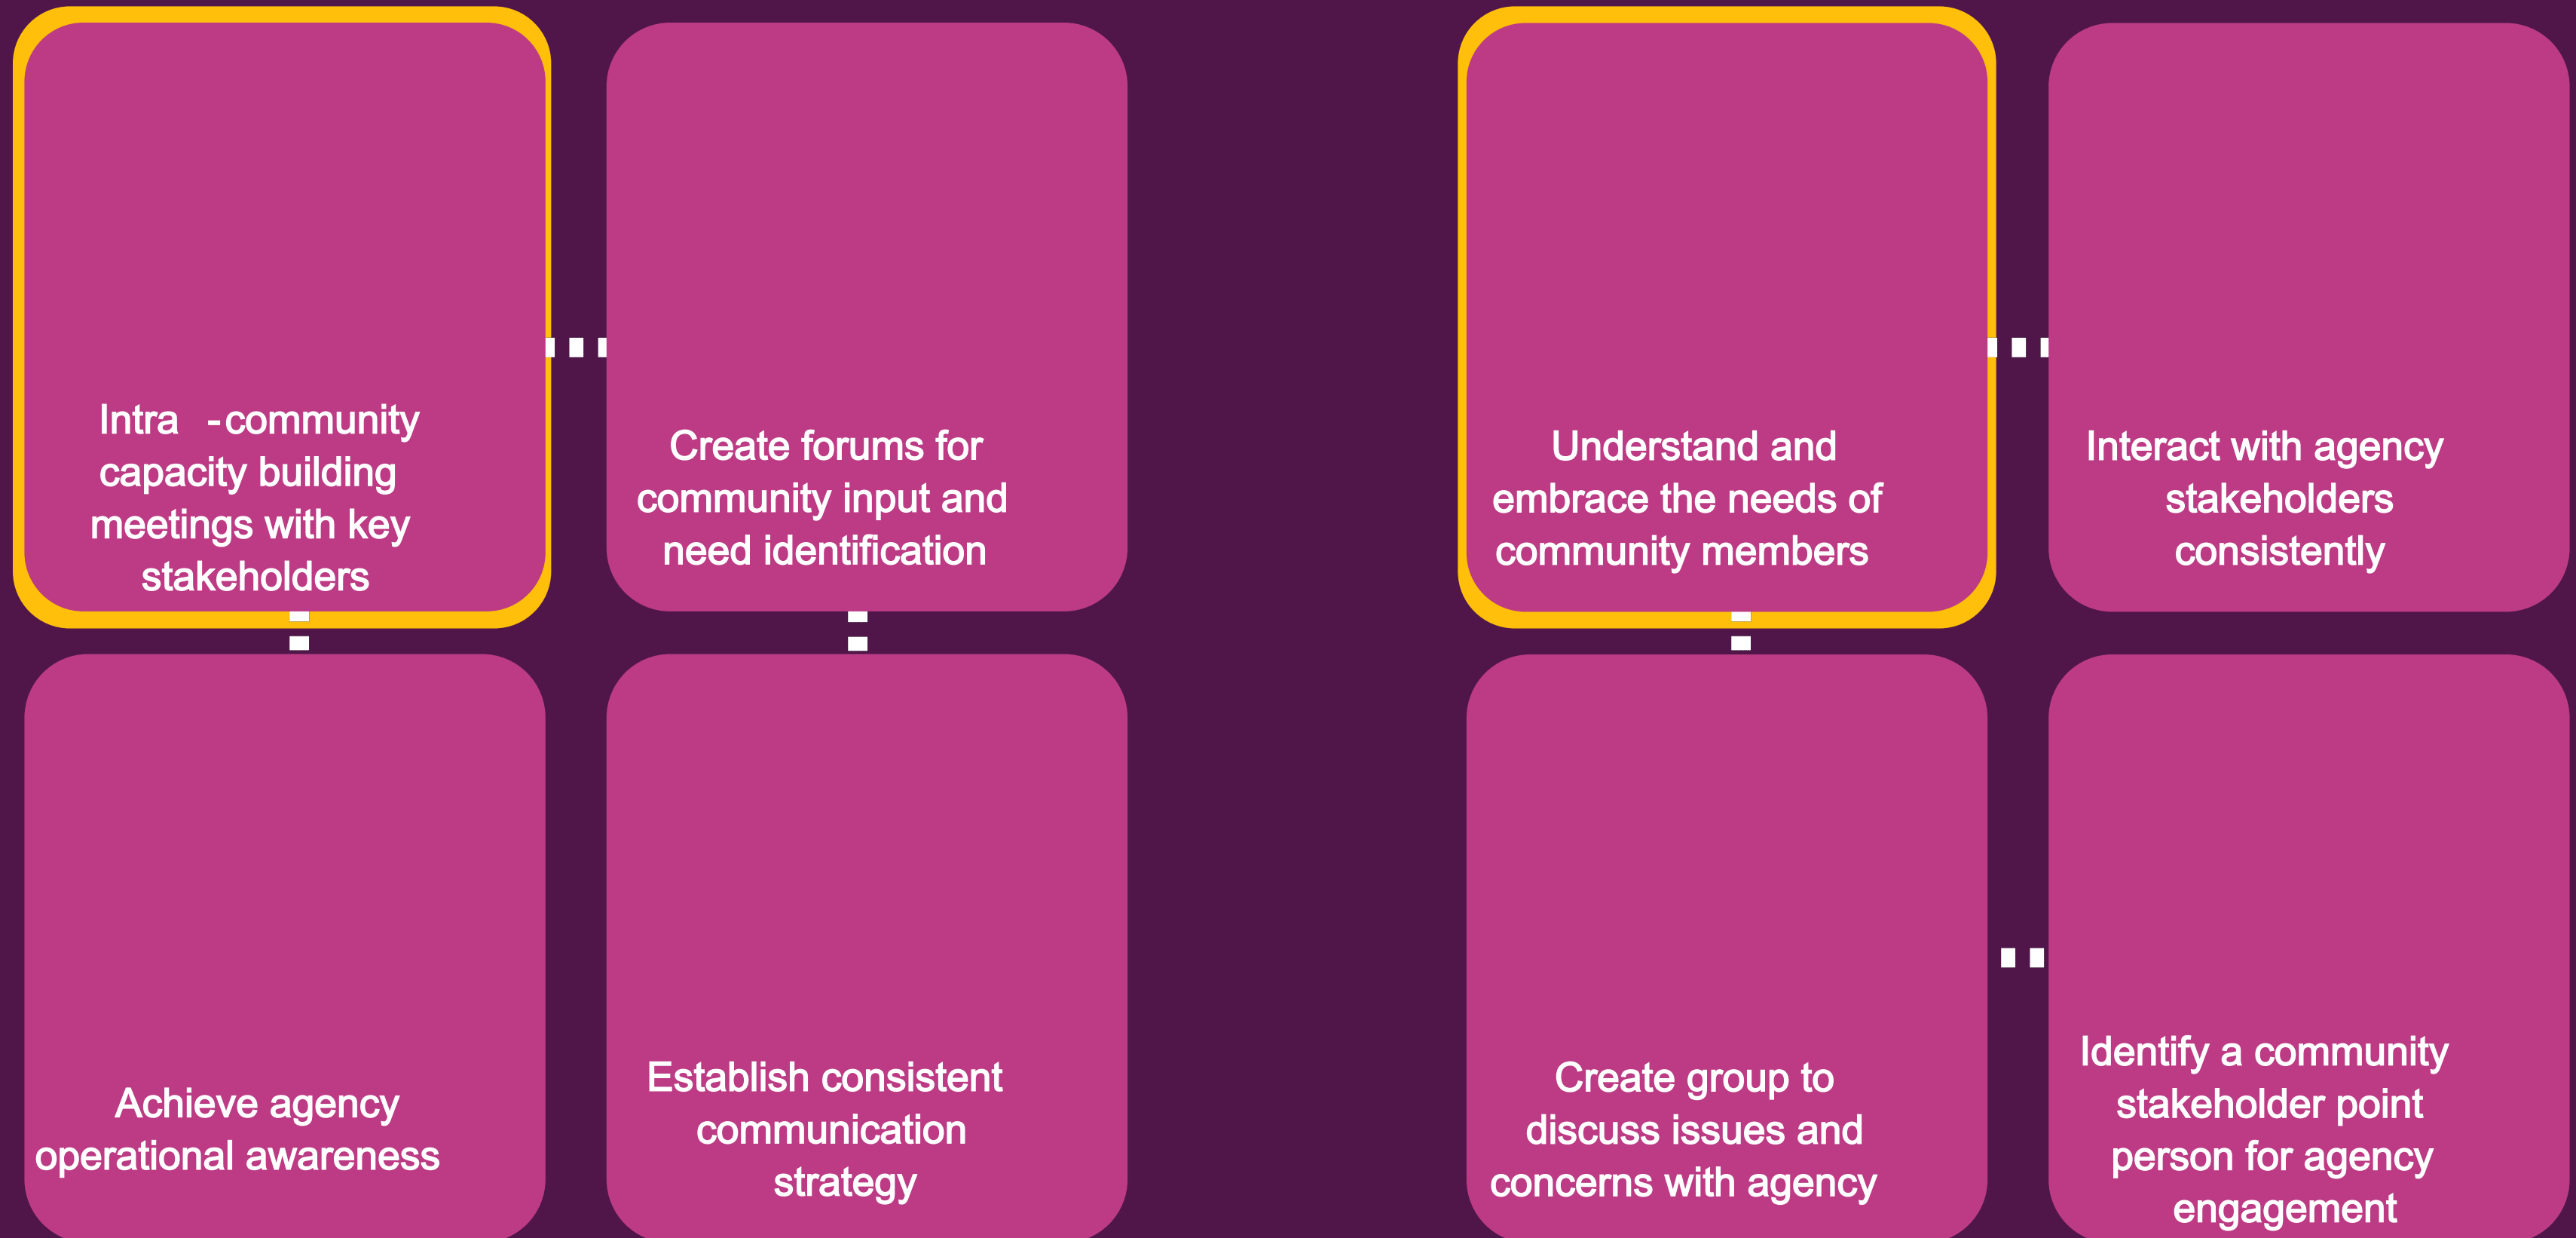 Intra -community
capacity building
meetings with key
stakeholders
Create forums for
community input and
need identification
Understand and
embrace the needs of
community members
Interact with agency
stakeholders
consistently
Achieve agency
operational awareness
Establish consistent
communication
strategy
Create group to
discuss issues and
concerns with agency
Identify a community
stakeholder point
person for agency
engagement